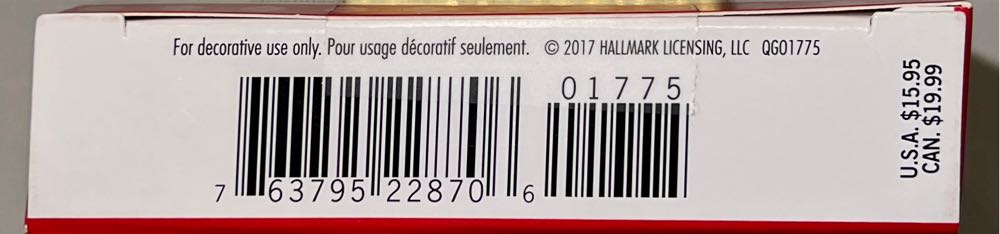 For decorative use only. Pour usage décoratif seulement. © 2017 HALLMARK LICENSING, LLC QGO1775
01775
7 63795 22870 6
U.S.A. $15.95
CAN. $19.99